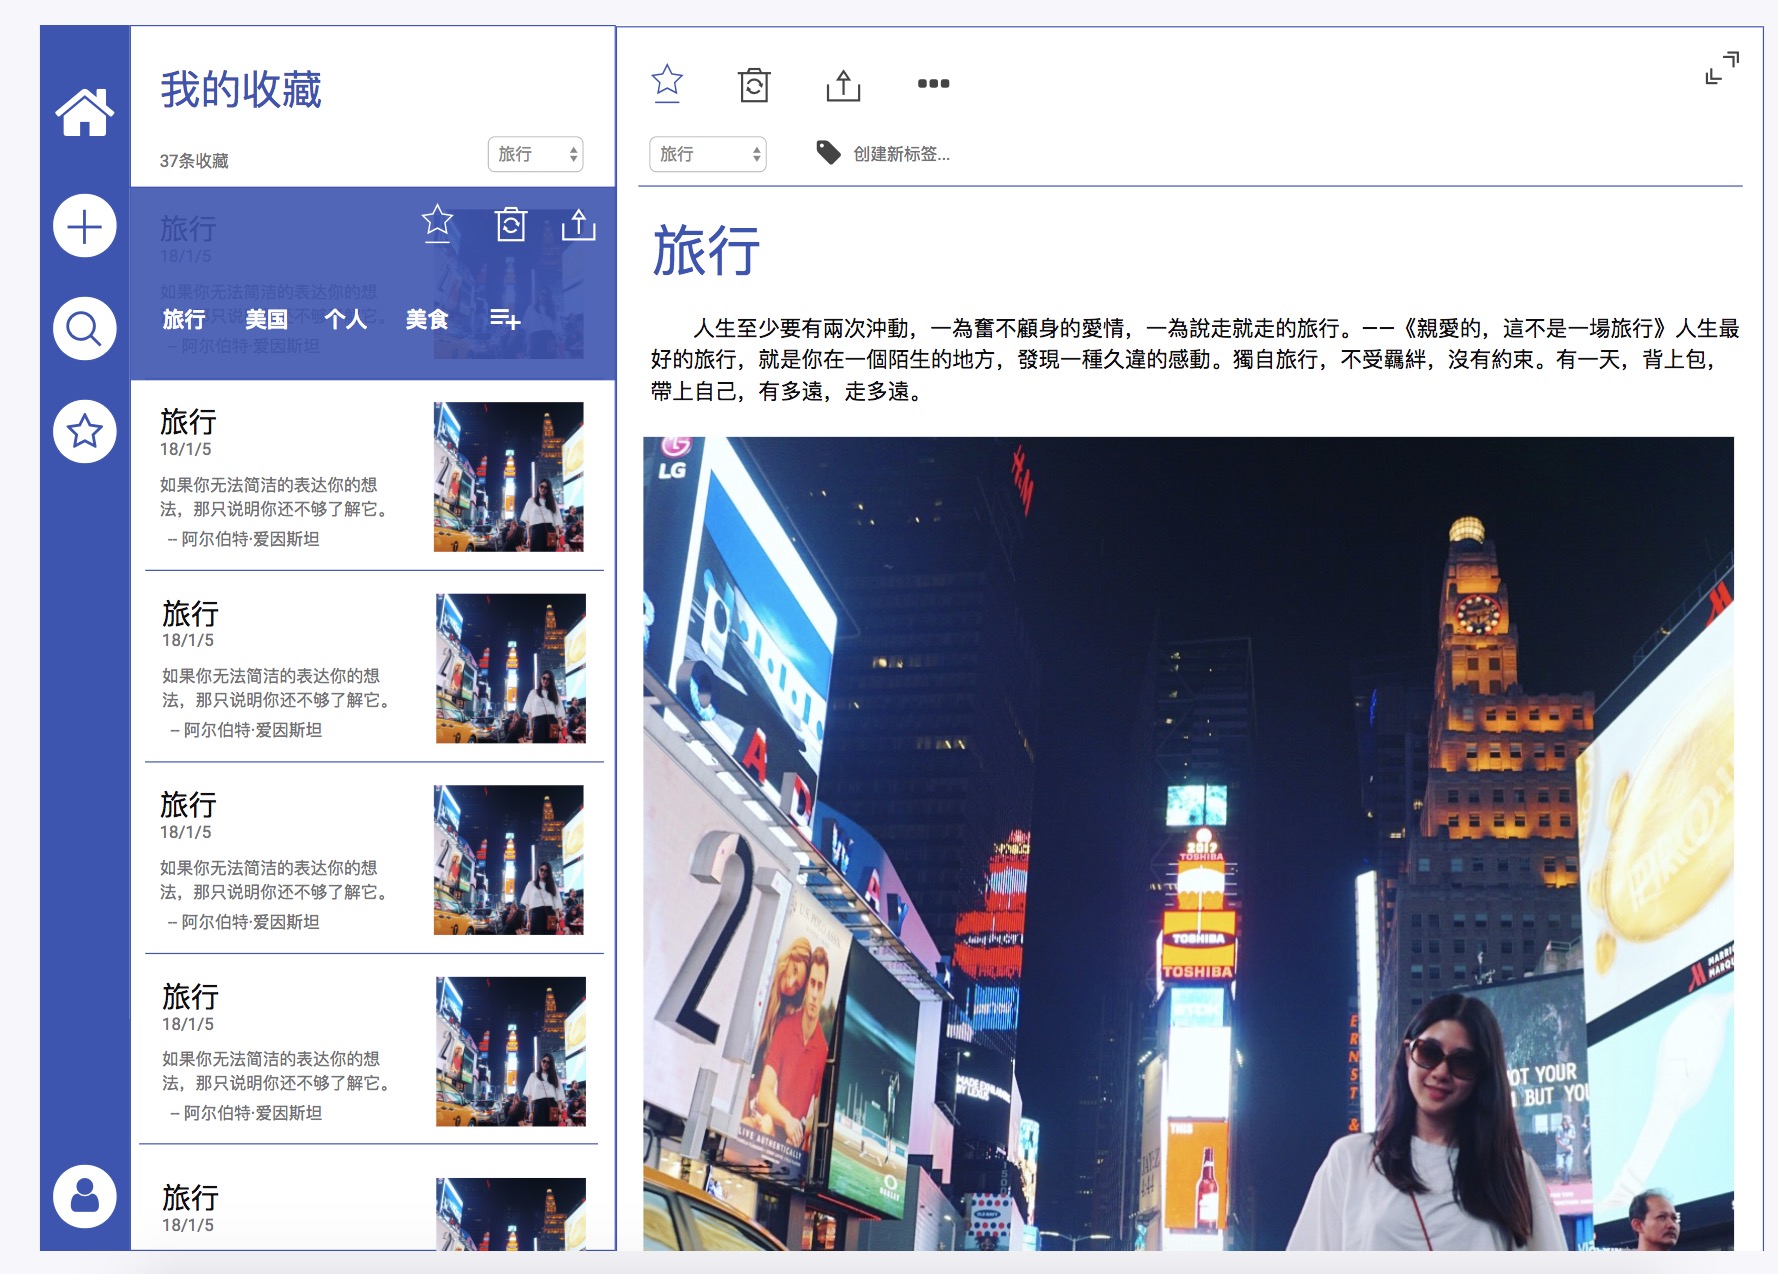 我的收藏
37条收藏
旅行
旅行
18/1/5
如果你无法简洁的表达你的想
旅行 美国 个人 美食
-- 阿尔伯特·爱因斯坦
旅行
18/1/5
如果你无法简洁的表达你的想
法，那只说明你还不够了解它。
-- 阿尔伯特·爱因斯坦
旅行
18/1/5
如果你无法简洁的表达你的想
法，那只说明你还不够了解它。
-- 阿尔伯特·爱因斯坦
旅行
18/1/5
如果你无法简洁的表达你的想
法，那只说明你还不够了解它。
-- 阿尔伯特·爱因斯坦
旅行
18/1/5
如果你无法简洁的表达你的想
法，那只说明你还不够了解它。
-- 阿尔伯特·爱因斯坦
旅行
18/1/5
旅行
创建新标签...
旅行
人生至少要有兩次沖動，一為奮不顧身的愛情，一為說走就走的旅行。——《親愛的，這不是一場旅行》人生最
好的旅行，就是你在一個陌生的地方，發現一種久違的感動。獨自旅行，不受羈絆，沒有約束。有一天，背上包，
帶上自己，有多遠，走多遠。
LG
H&M
21
2017
TOSHIBA
TOSHIBA
TOSHIBA
LIVE AUTHENTICALLY
THIS
ERNST &
OT YOUR
BUT YOU